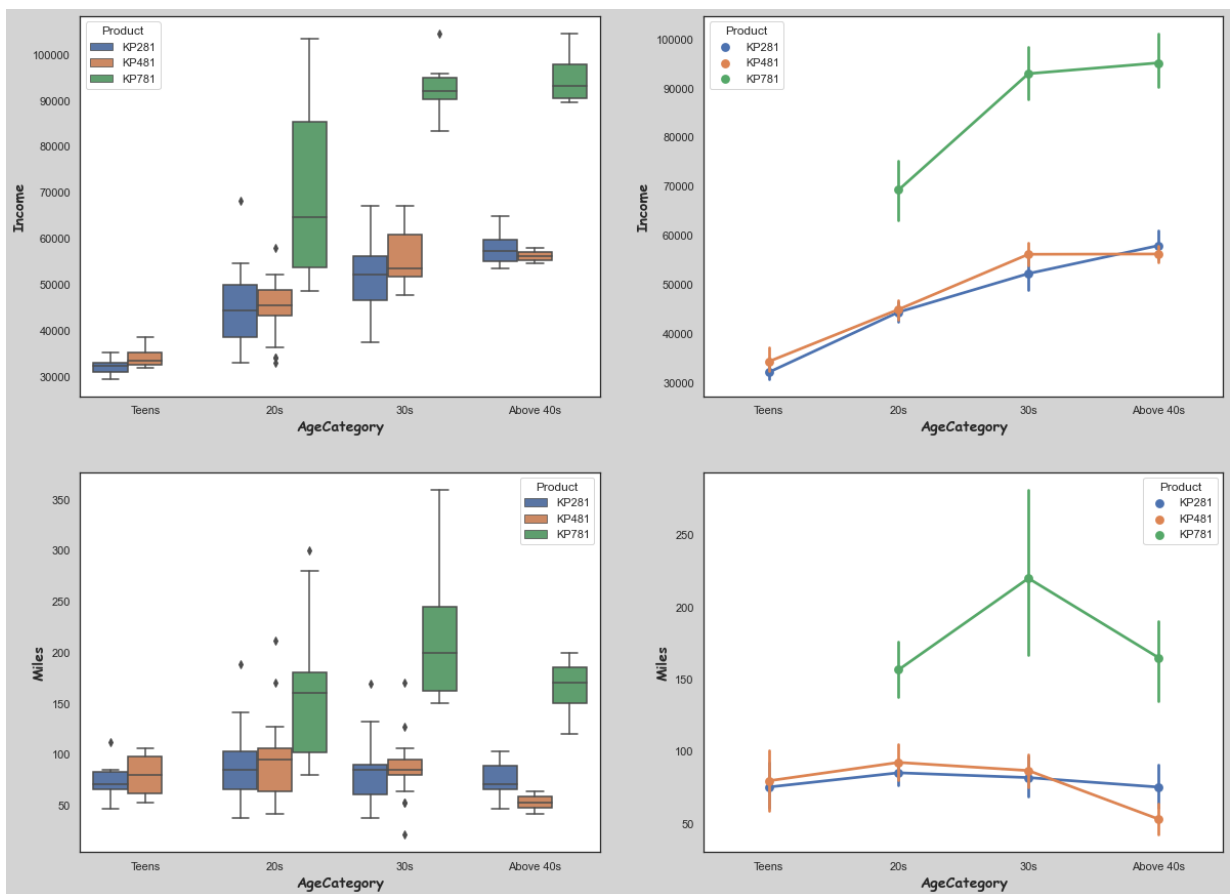 Product
KP281
KP481
KP781
100000
90000
80000
70000
60000
50000
40000
30000
Income
Teens
20s
30s
Above 40s
AgeCategory
Product
KP281
KP481
KP781
100000
90000
80000
70000
60000
50000
40000
30000
Income
Teens
20s
30s
Above 40s
AgeCategory
Product
KP281
KP481
KP781
350
300
250
200
150
100
50
Miles
Teens
20s
30s
Above 40s
AgeCategory
Product
KP281
KP481
KP781
250
200
150
100
50
Miles
Teens
20s
30s
Above 40s
AgeCategory